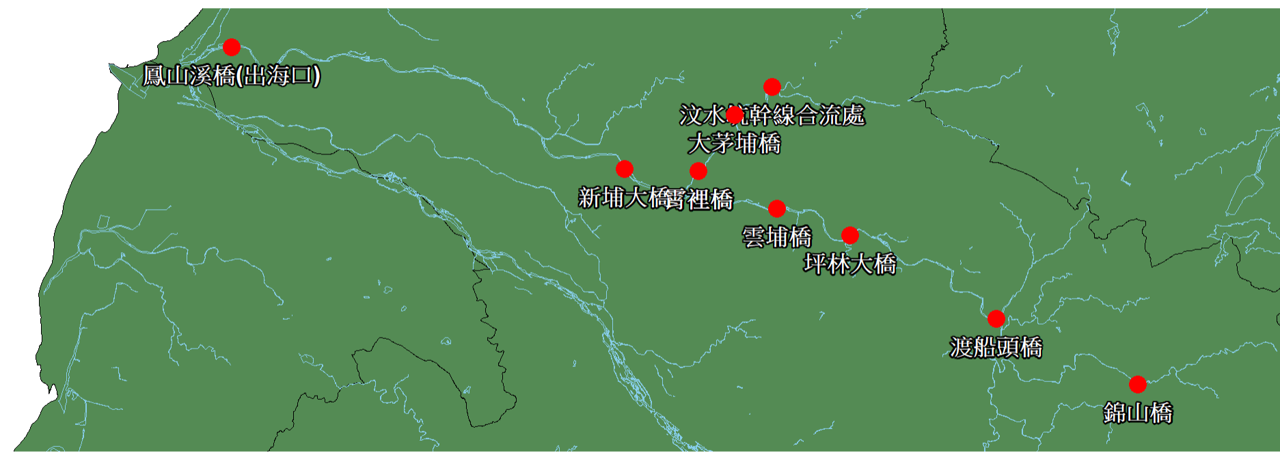 鳳山溪橋(出海口)
汶水坑幹線合流處
大茅埔橋
新埔大橋
霄裡橋
雲埔橋
坪林大橋
渡船頭橋
錦山橋